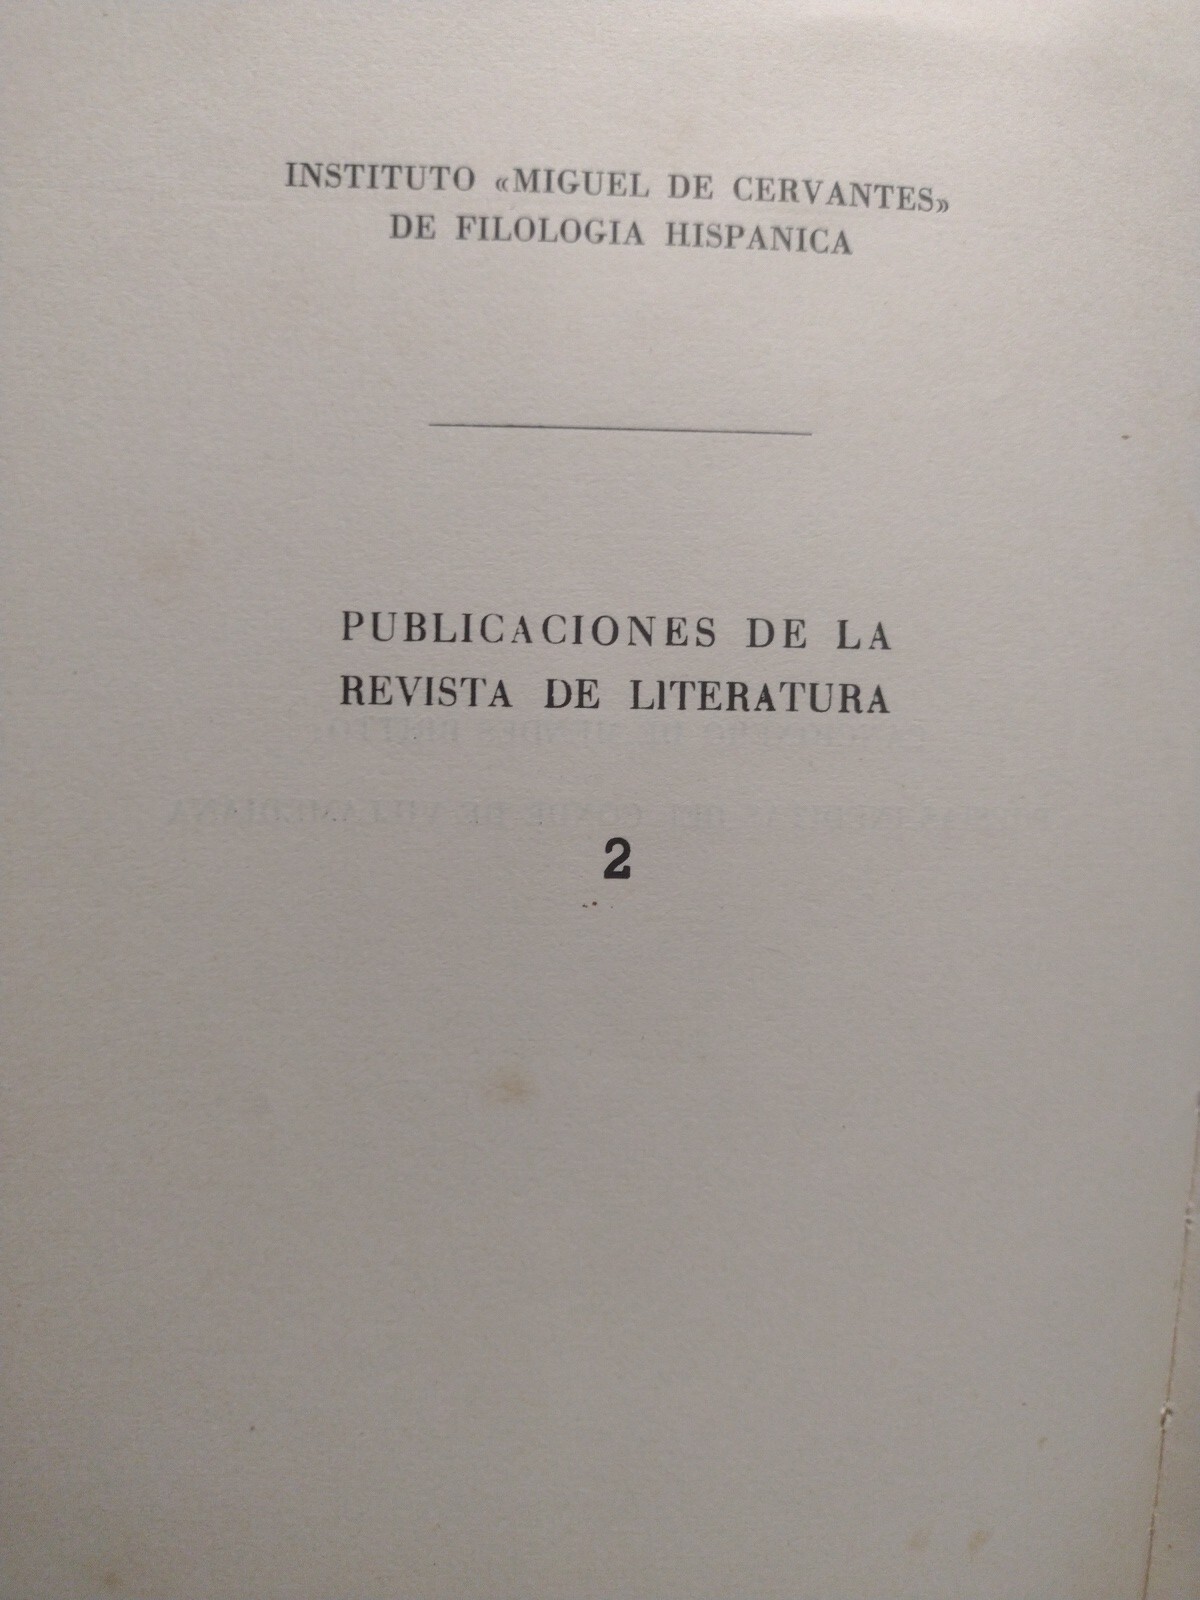 INSTITUTO «MIGUEL DE CERVANTES»
DE FILOLOGIA HISPANICA
PUBLICACIONES DE LA
REVISTA DE LITERATURA
2